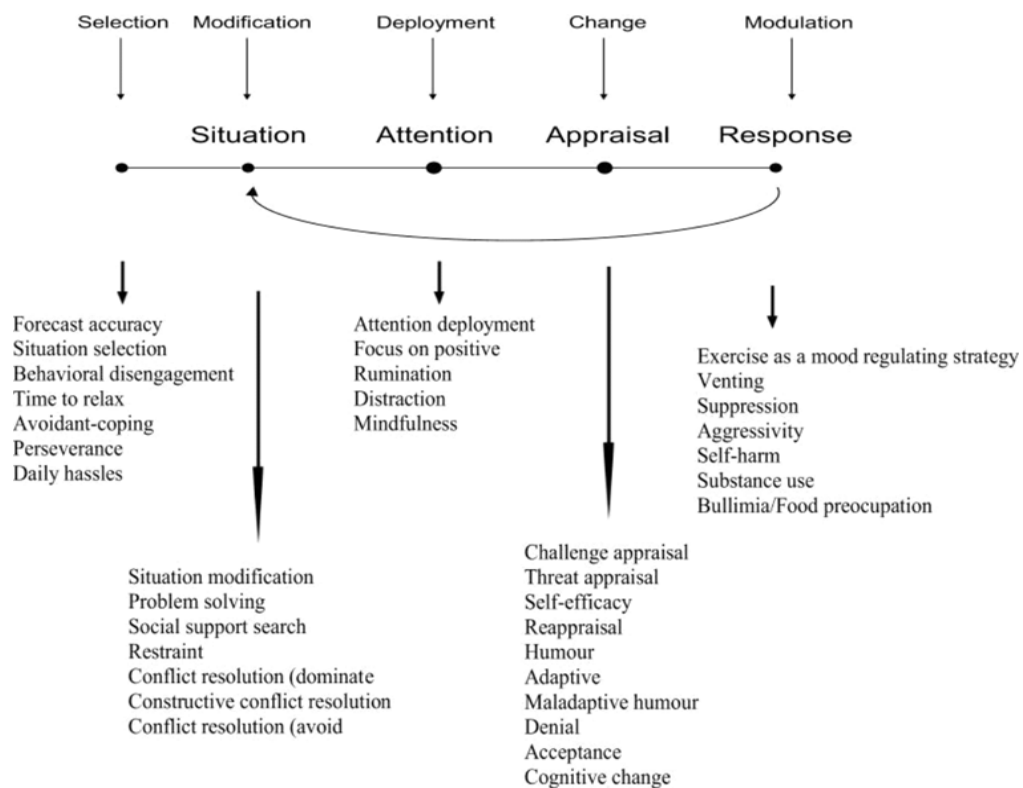 Selection Modification Deployment Change Modulation
Situation Attention Appraisal Response
Forecast accuracy
Situation selection
Behavioral disengagement
Time to relax
Avoidant-coping
Perseverance
Daily hassles
Situation modification
Problem solving
Social support search
Restraint
Conflict resolution (dominate
Constructive conflict resolution
Conflict resolution (avoid
Attention deployment
Focus on positive
Rumination
Distraction
Mindfulness
Challenge appraisal
Threat appraisal
Self-efficacy
Reappraisal
Humour
Adaptive
Maladaptive humour
Denial
Acceptance
Cognitive change
Exercise as a mood regulating strategy
Venting
Suppression
Aggressivity
Self-harm
Substance use
Bullimia/Food preocupation